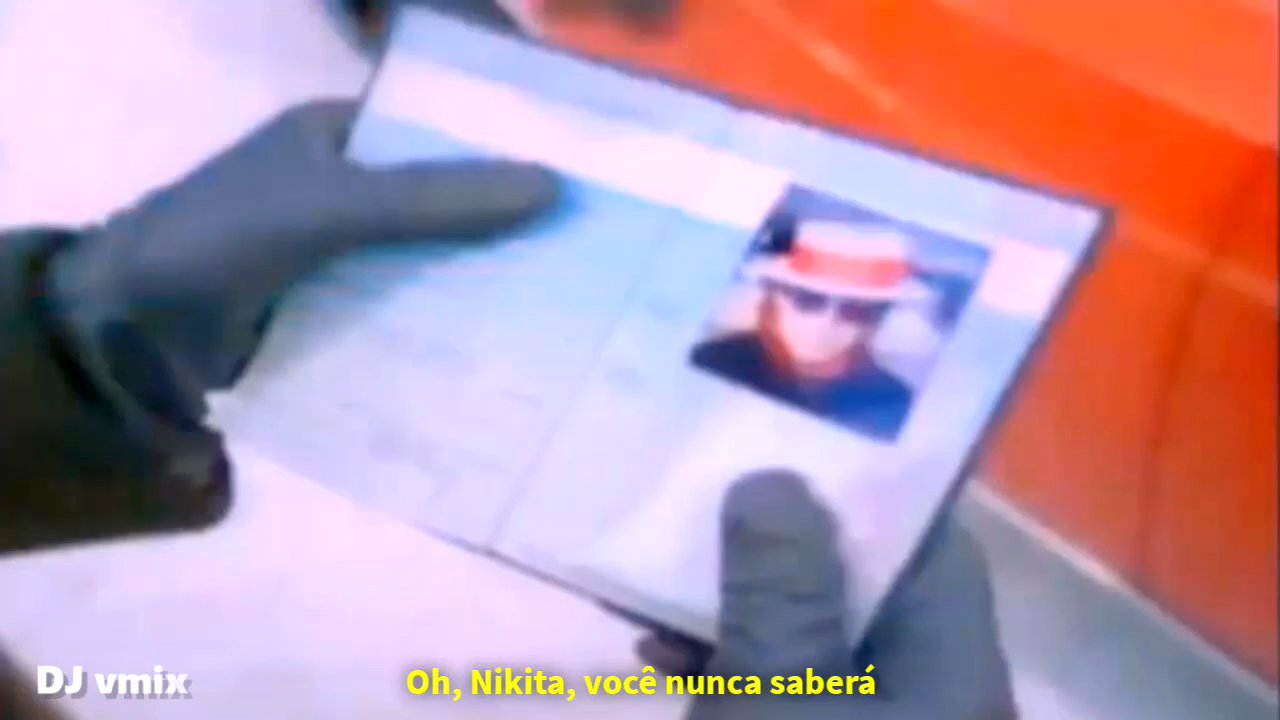 DJ vmix
Oh, Nikita, você nunca saberá